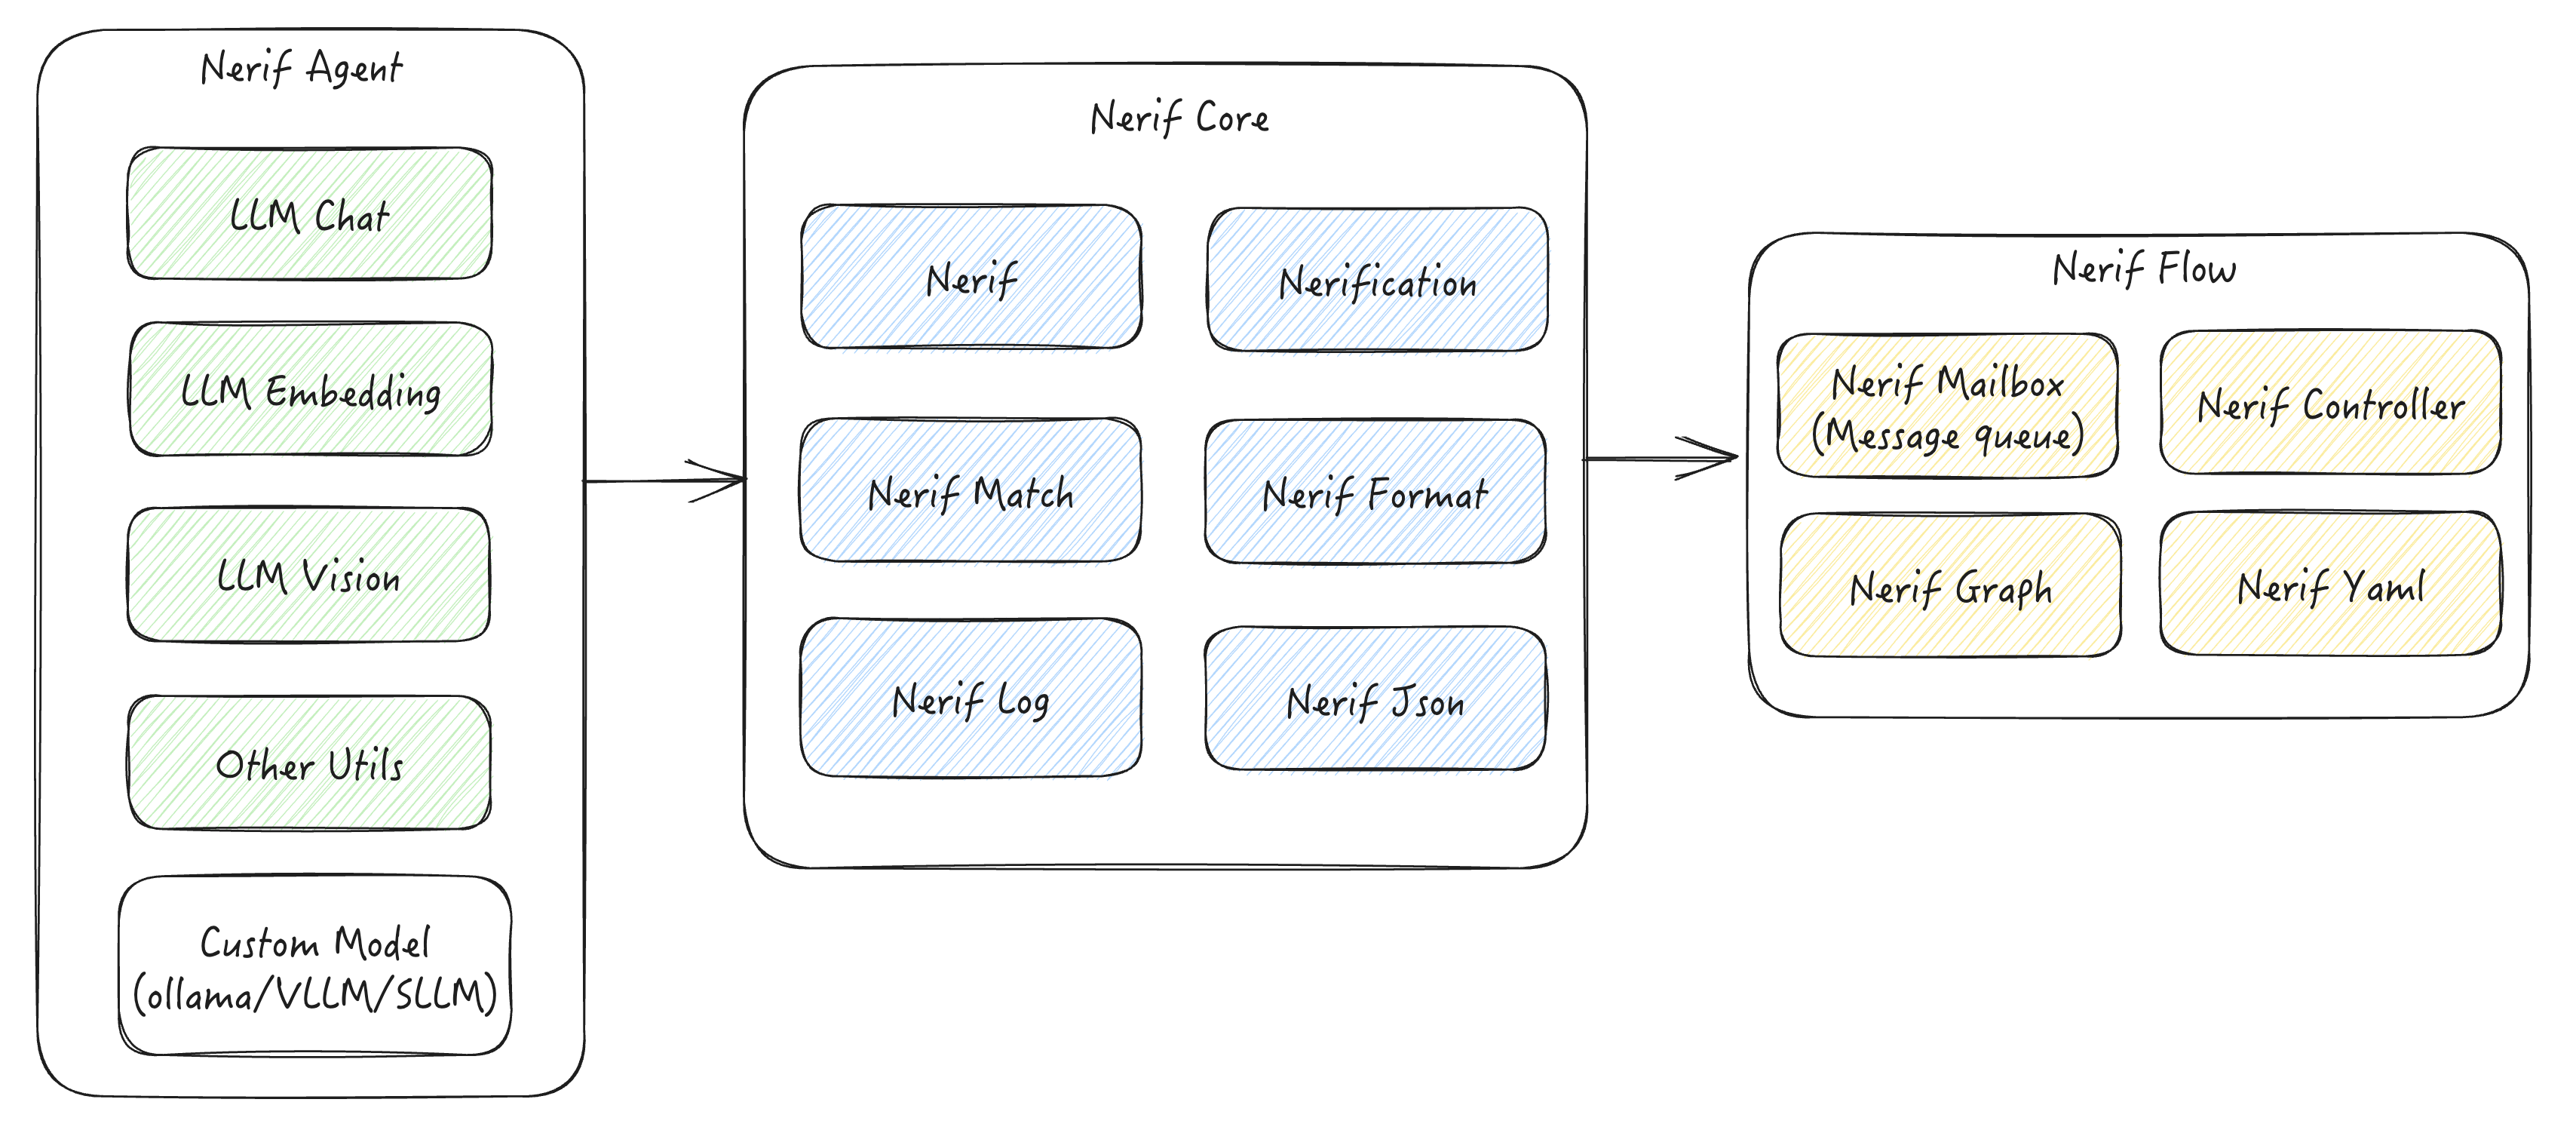 Nerif Agent
LLM Chat
LLM Embedding
LLM Vision
Other Utils
Custom Model
(ollama/VLLM/SLLM)
Nerif Core
Nerif
Nerification
Nerif Match
Nerif Format
Nerif Log
Nerif Json
Nerif Flow
Nerif Mailbox
(Message queue)
Nerif Controller
Nerif Graph
Nerif Yaml